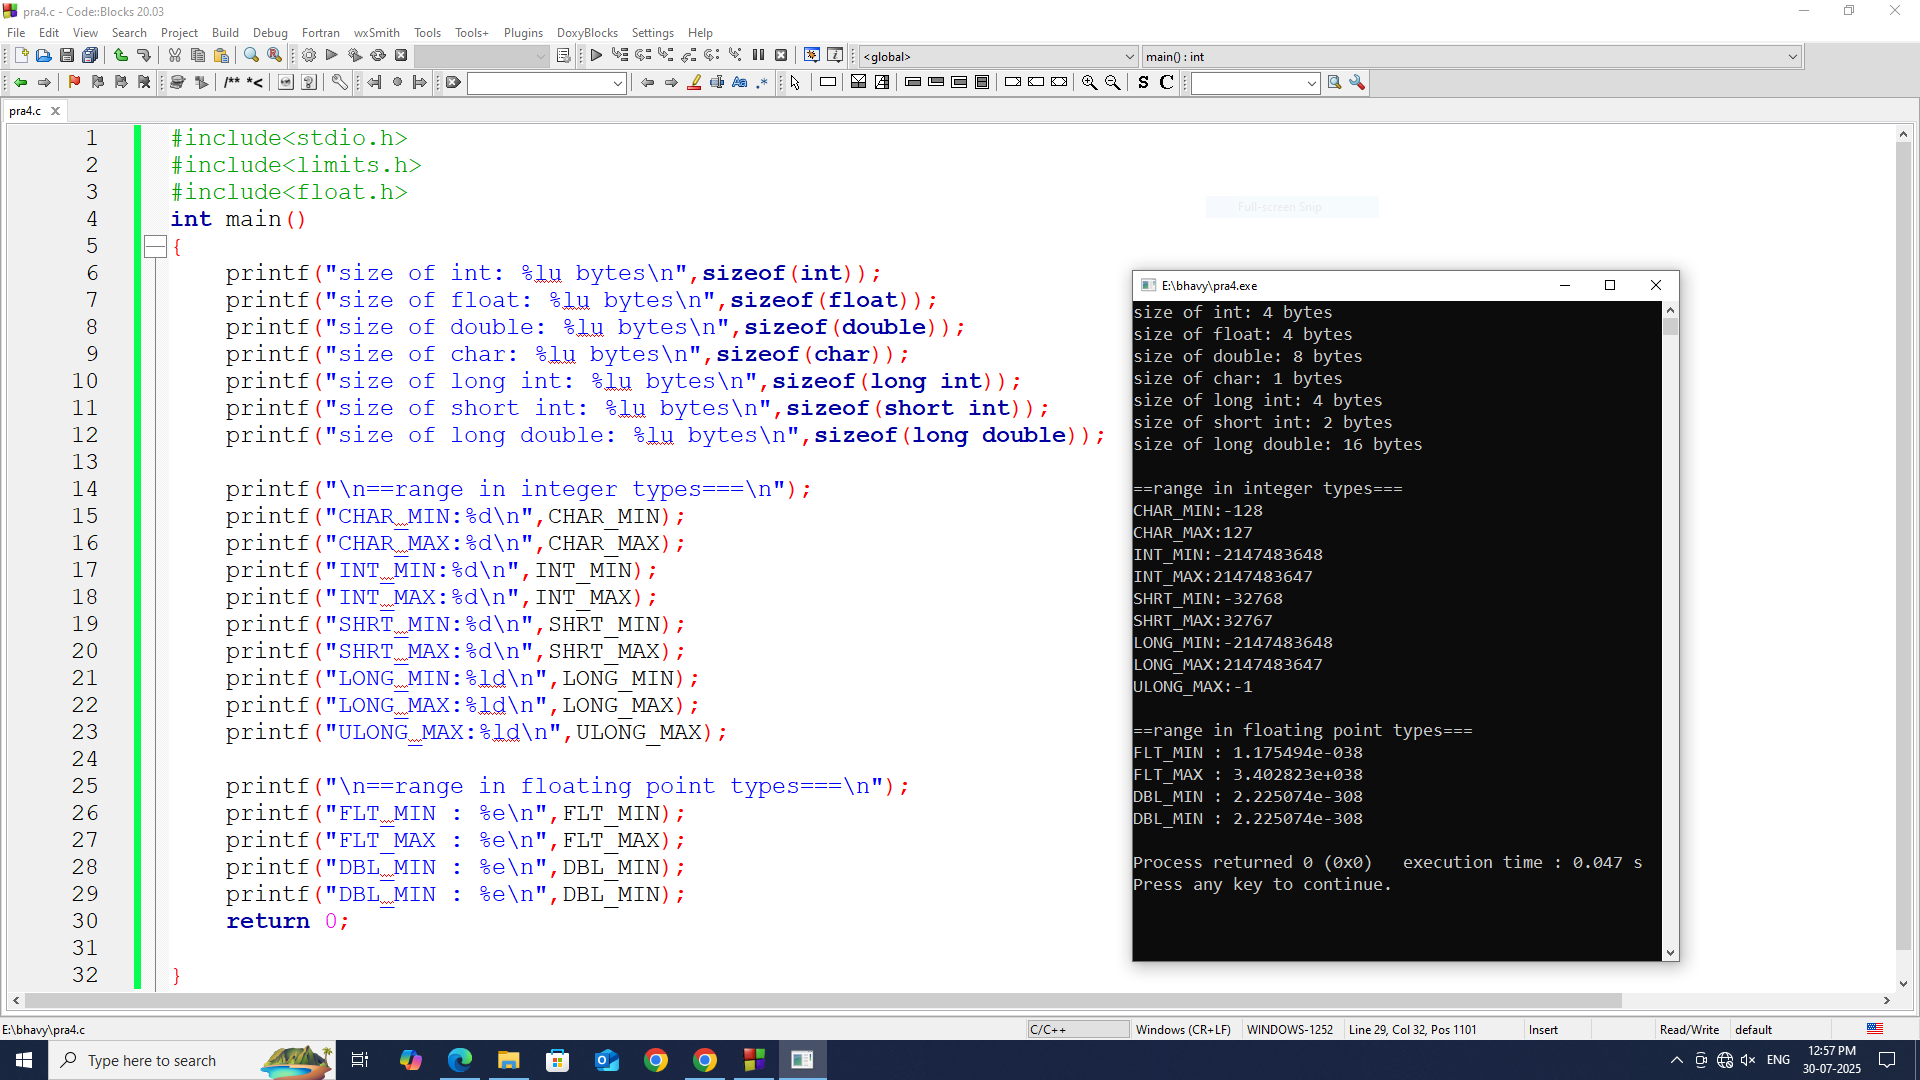 pra4.c - Code::Blocks 20.03
File Edit View Search Project Build Debug Fortran wxSmith Tools Tools+ Plugins DoxyBlocks Settings Help
<global>
main() : int
/** *<
Aa .*
S C
pra4.c
Full-screen Snip
1 #include<stdio.h>
2 #include<limits.h>
3 #include<float.h>
4 int main()
5 {
6 printf("size of int: %lu bytes\n",sizeof(int));
7 printf("size of float: %lu bytes\n",sizeof(float));
8 printf("size of double: %lu bytes\n",sizeof(double));
9 printf("size of char: %lu bytes\n",sizeof(char));
10 printf("size of long int: %lu bytes\n",sizeof(long int));
11 printf("size of short int: %lu bytes\n",sizeof(short int));
12 printf("size of long double: %lu bytes\n",sizeof(long double));
13
14 printf("\n==range in integer types===\n");
15 printf("CHAR_MIN:%d\n",CHAR_MIN);
16 printf("CHAR_MAX:%d\n",CHAR_MAX);
17 printf("INT_MIN:%d\n",INT_MIN);
18 printf("INT_MAX:%d\n",INT_MAX);
19 printf("SHRT_MIN:%d\n",SHRT_MIN);
20 printf("SHRT_MAX:%d\n",SHRT_MAX);
21 printf("LONG_MIN:%ld\n",LONG_MIN);
22 printf("LONG_MAX:%ld\n",LONG_MAX);
23 printf("ULONG_MAX:%ld\n",ULONG_MAX);
24
25 printf("\n==range in floating point types===\n");
26 printf("FLT_MIN : %e\n",FLT_MIN);
27 printf("FLT_MAX : %e\n",FLT_MAX);
28 printf("DBL_MIN : %e\n",DBL_MIN);
29 printf("DBL_MIN : %e\n",DBL_MIN);
30 return 0;
31
32 }
E:\bhavy\pra4.exe
size of int: 4 bytes
size of float: 4 bytes
size of double: 8 bytes
size of char: 1 bytes
size of long int: 4 bytes
size of short int: 2 bytes
size of long double: 16 bytes
==range in integer types===
CHAR_MIN:-128
CHAR_MAX:127
INT_MIN:-2147483648
INT_MAX:2147483647
SHRT_MIN:-32768
SHRT_MAX:32767
LONG_MIN:-2147483648
LONG_MAX:2147483647
ULONG_MAX:-1
==range in floating point types===
FLT_MIN : 1.175494e-038
FLT_MAX : 3.402823e+038
DBL_MIN : 2.225074e-308
DBL_MIN : 2.225074e-308
Process returned 0 (0x0) execution time : 0.047 s
Press any key to continue.
E:\bhavy\pra4.c C/C++ Windows (CR+LF) WINDOWS-1252 Line 29, Col 32, Pos 1101 Insert Read/Write default
Type here to search
ENG
12:57 PM
30-07-2025